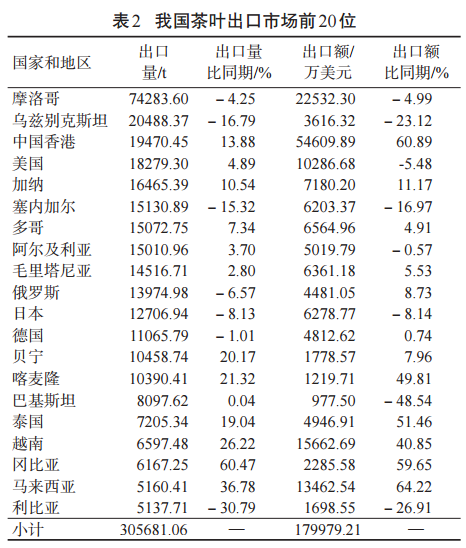 表2 我国茶叶出口市场前20位
国家和地区 出口量/t 出口量比同期/% 出口额/万美元 出口额比同期/%
摩洛哥 74283.60 －4.25 22532.30 －4.99
乌兹别克斯坦 20488.37 －16.79 3616.32 －23.12
中国香港 19470.45 13.88 54609.89 60.89
美国 18279.30 4.89 10286.68 -5.48
加纳 16465.39 10.54 7180.20 11.17
塞内加尔 15130.89 －15.32 6203.37 －16.97
多哥 15072.75 7.34 6564.96 4.91
阿尔及利亚 15010.96 3.70 5019.79 －0.57
毛里塔尼亚 14516.71 2.80 6361.18 5.53
俄罗斯 13974.98 －6.57 4481.05 8.73
日本 12706.94 －8.13 6278.77 －8.14
德国 11065.79 －1.01 4812.62 0.74
贝宁 10458.74 20.17 1778.57 7.96
喀麦隆 10390.41 21.32 1219.71 49.81
巴基斯坦 8097.62 0.04 977.50 －48.54
泰国 7205.34 19.04 4946.91 51.46
越南 6597.48 26.22 15662.69 40.85
冈比亚 6167.25 60.47 2285.58 59.65
马来西亚 5160.41 36.78 13462.54 64.22
利比亚 5137.71 －30.79 1698.55 －26.91
小计 305681.06 — 179979.21 —